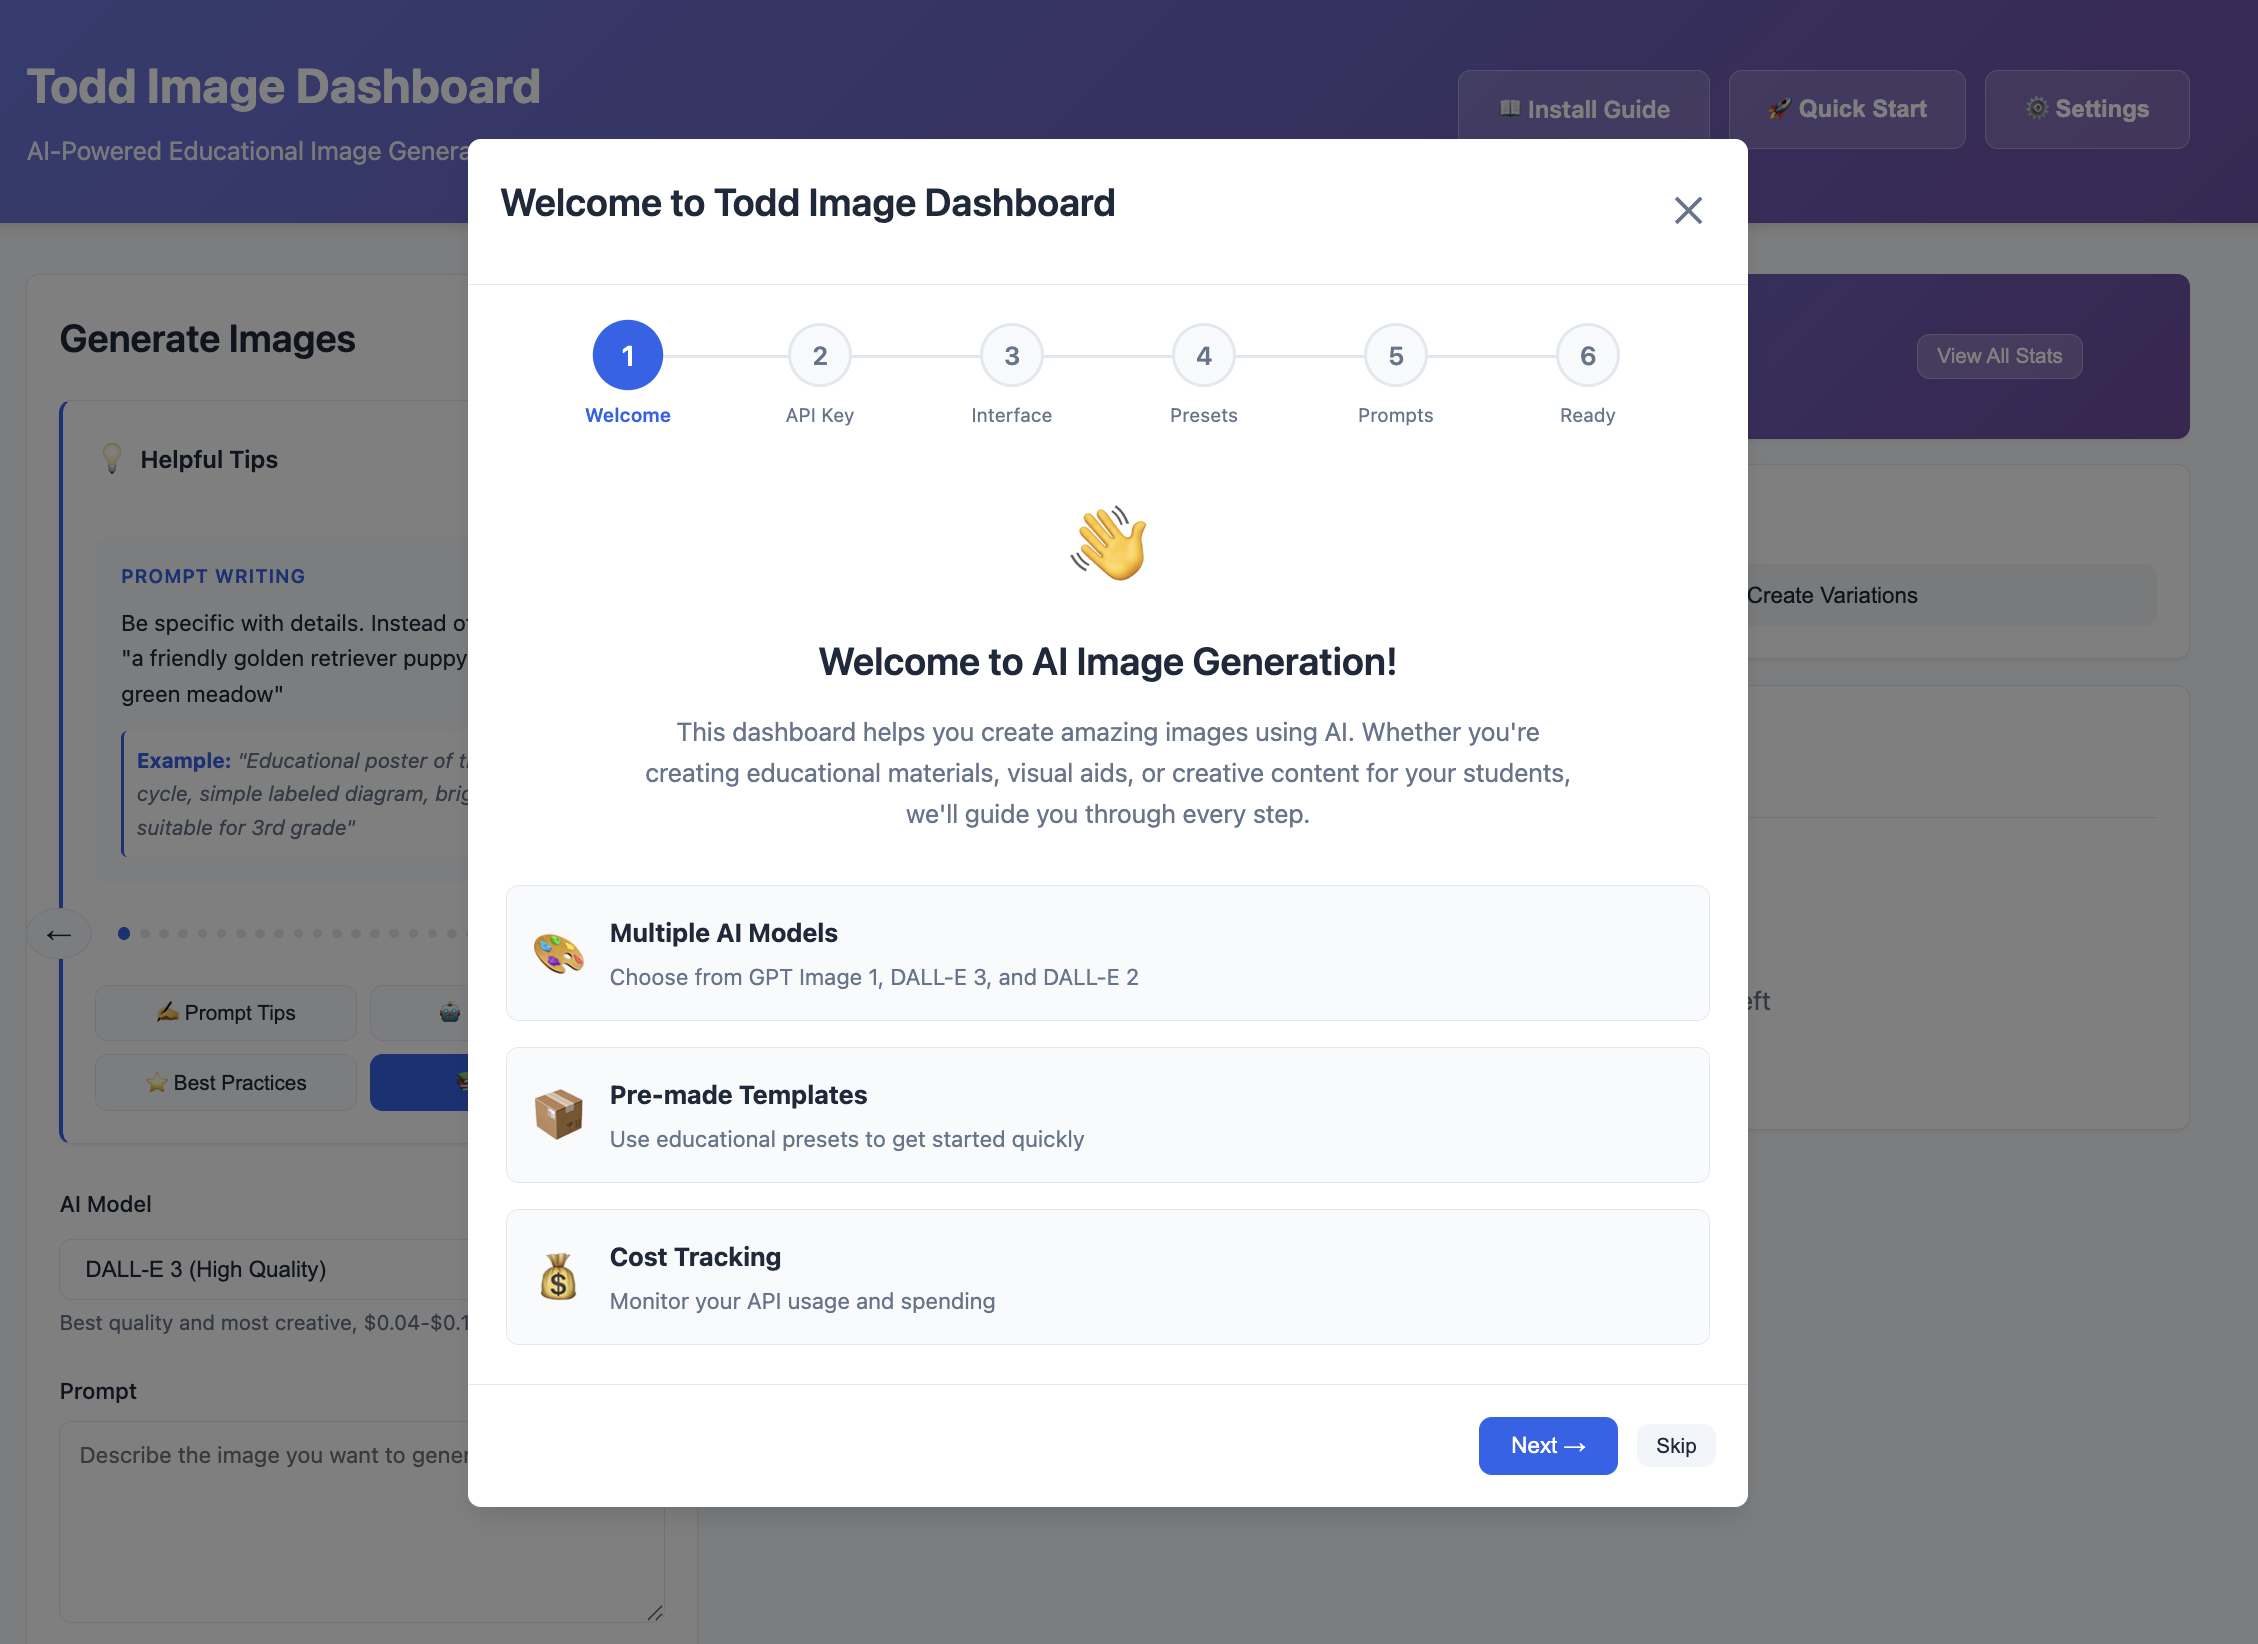 Todd Image Dashboard
AI-Powered Educational Image Genera
Install Guide
Quick Start
Settings
Welcome to Todd Image Dashboard
1
2
3
4
5
6
Welcome
API Key
Interface
Presets
Prompts
Ready
Welcome to AI Image Generation!
This dashboard helps you create amazing images using AI. Whether you're
creating educational materials, visual aids, or creative content for your students,
we'll guide you through every step.
Multiple AI Models
Choose from GPT Image 1, DALL-E 3, and DALL-E 2
Pre-made Templates
Use educational presets to get started quickly
Cost Tracking
Monitor your API usage and spending
Next →
Skip
Generate Images
Helpful Tips
PROMPT WRITING
Be specific with details. Instead of
"a friendly golden retriever puppy
green meadow"
Example: "Educational poster of t
cycle, simple labeled diagram, brig
suitable for 3rd grade"
←
Prompt Tips
Best Practices
AI Model
DALL-E 3 (High Quality)
Best quality and most creative, $0.04-$0.1
Prompt
Describe the image you want to gener
View All Stats
Create Variations
eft